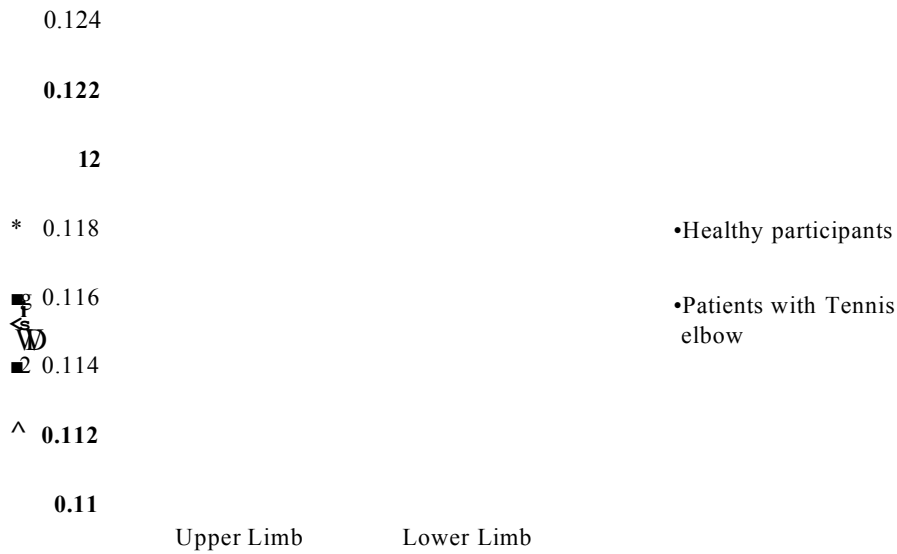 0.124
0.122
12
* 0.118
0.116
0.114
^ 0.112
0.11
Upper Limb Lower Limb
•Healthy participants
•Patients with Tennis
elbow